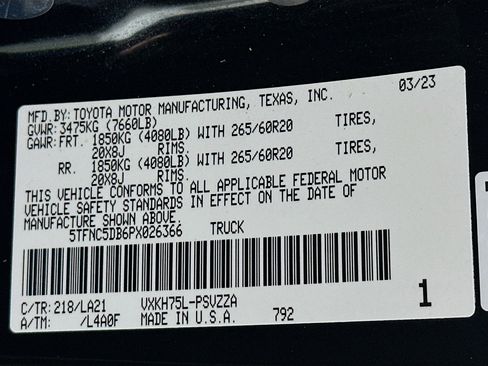 MFD.BY: TOYOTA MOTOR MANUFACTURING, TEXAS, INC. 03/23
GVWR: 3475KG (7660LB)
GAWR: FRT. 1850KG (4080LB) WITH 265/60R20 TIRES,
20X8J RIMS.
RR. 1850KG (4080LB) WITH 265/60R20 TIRES,
20X8J RIMS.
THIS VEHICLE CONFORMS TO ALL APPLICABLE FEDERAL MOTOR
VEHICLE SAFETY STANDARDS IN EFFECT ON THE DATE OF
MANUFACTURE SHOWN ABOVE.
5TFNC5DB6PX026366 TRUCK
C/TR: 218/LA21 VXKH75L-PSVZZA
A/TM: /L4A0F MADE IN U.S.A. 792 1